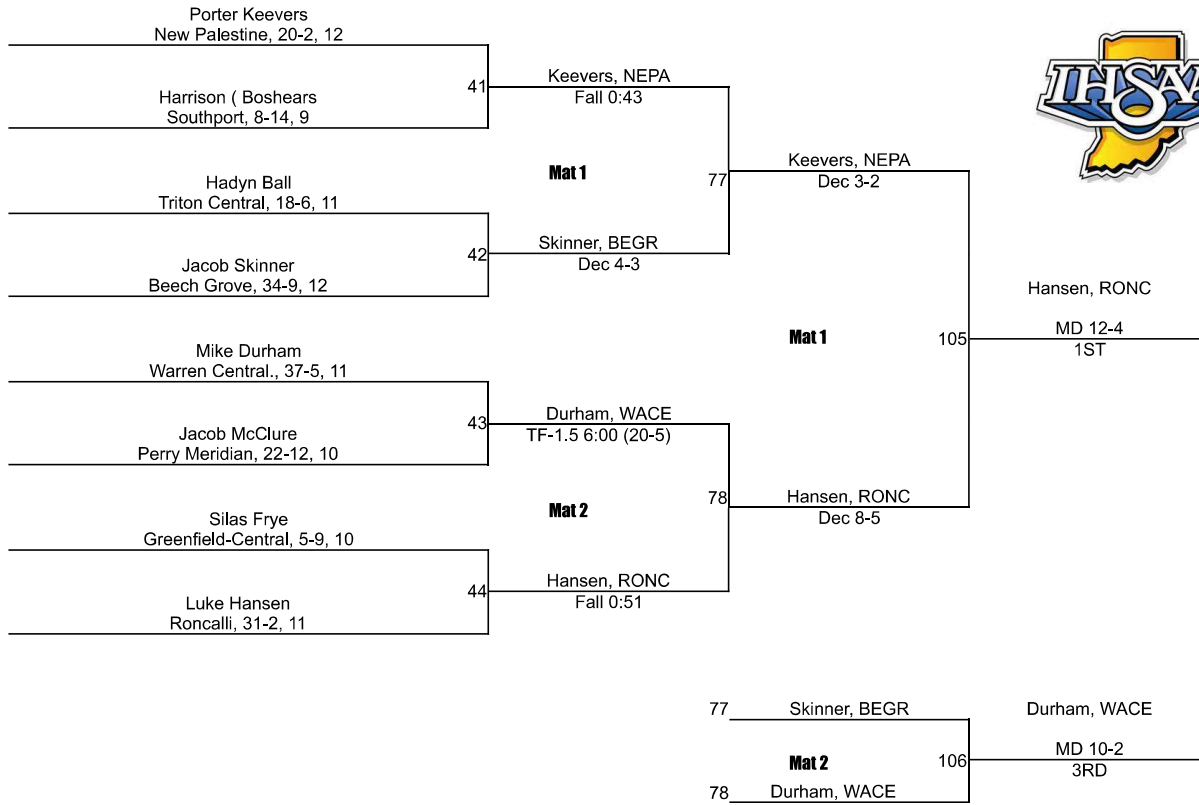 Porter Keevers
New Palestine, 20-2, 12
Harrison ( Boshears
Southport, 8-14, 9
41
Keevers, NEPA
Fall 0:43
Hadyn Ball
Triton Central, 18-6, 11
Jacob Skinner
Beech Grove, 34-9, 12
42
Skinner, BEGR
Dec 4-3
Mat 1
77
Keevers, NEPA
Dec 3-2
Mike Durham
Warren Central., 37-5, 11
Jacob McClure
Perry Meridian, 22-12, 10
43
Durham, WACE
TF-1.5 6:00 (20-5)
Silas Frye
Greenfield-Central, 5-9, 10
Luke Hansen
Roncalli, 31-2, 11
44
Hansen, RONC
Fall 0:51
Mat 2
78
Hansen, RONC
Dec 8-5
Mat 1
105
Hansen, RONC
MD 12-4
1ST
IHSAA
77
Skinner, BEGR
Mat 2
78
Durham, WACE
106
Durham, WACE
MD 10-2
3RD